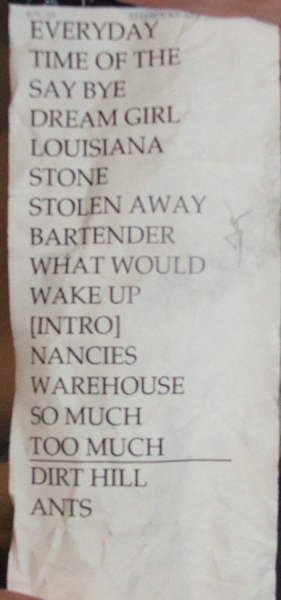 EVERYDAY
TIME OF THE
SAY BYE
DREAM GIRL
LOUISIANA
STONE
STOLEN AWAY
BARTENDER
WHAT WOULD
WAKE UP
[INTRO]
NANCIES
WAREHOUSE
SO MUCH
TOO MUCH
DIRT HILL
ANTS